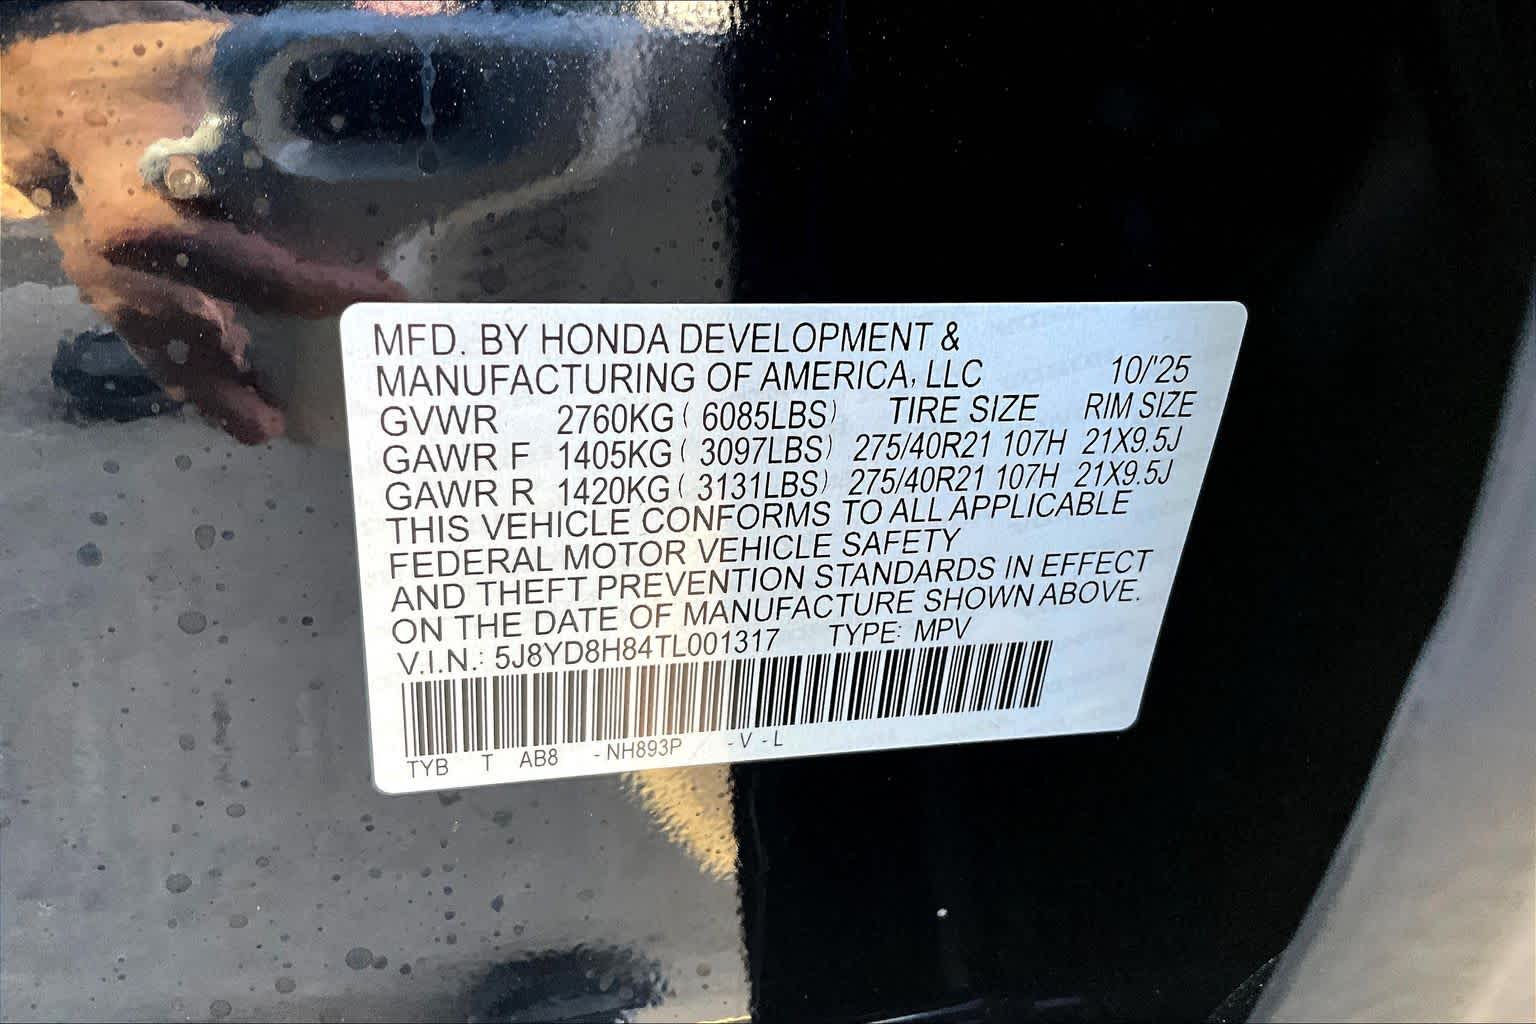 MFD. BY HONDA DEVELOPMENT &
MANUFACTURING OF AMERICA, LLC 10/'25
GVWR 2760KG ( 6085LBS) TIRE SIZE RIM SIZE
GAWR F 1405KG ( 3097LBS) 275/40R21 107H 21X9.5J
GAWR R 1420KG ( 3131LBS) 275/40R21 107H 21X9.5J
THIS VEHICLE CONFORMS TO ALL APPLICABLE
FEDERAL MOTOR VEHICLE SAFETY
AND THEFT PREVENTION STANDARDS IN EFFECT
ON THE DATE OF MANUFACTURE SHOWN ABOVE.
V.I.N.: 5J8YD8H84TL001317 TYPE: MPV
TYB T AB8 -NH893P -V -L